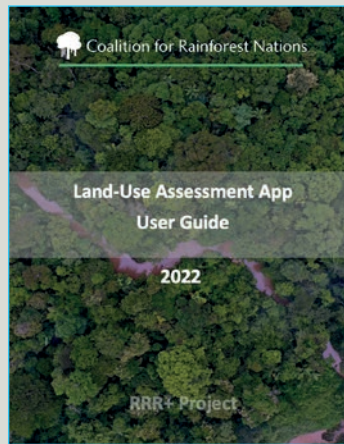 Coalition for Rainforest Nations
Land-Use Assessment App
User Guide
2022
RRR+ Project